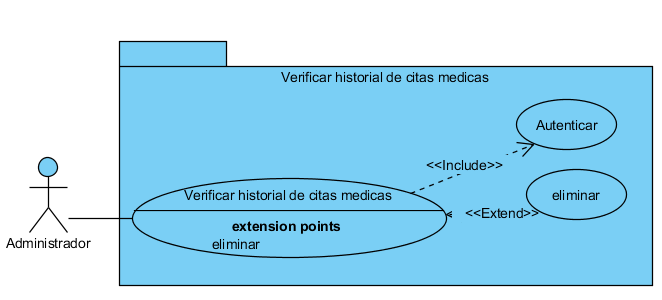 Verificar historial de citas medicas
Autenticar
<<Include>>
Verificar historial de citas medicas
eliminar
<<Extend>>
extension points
eliminar
Administrador